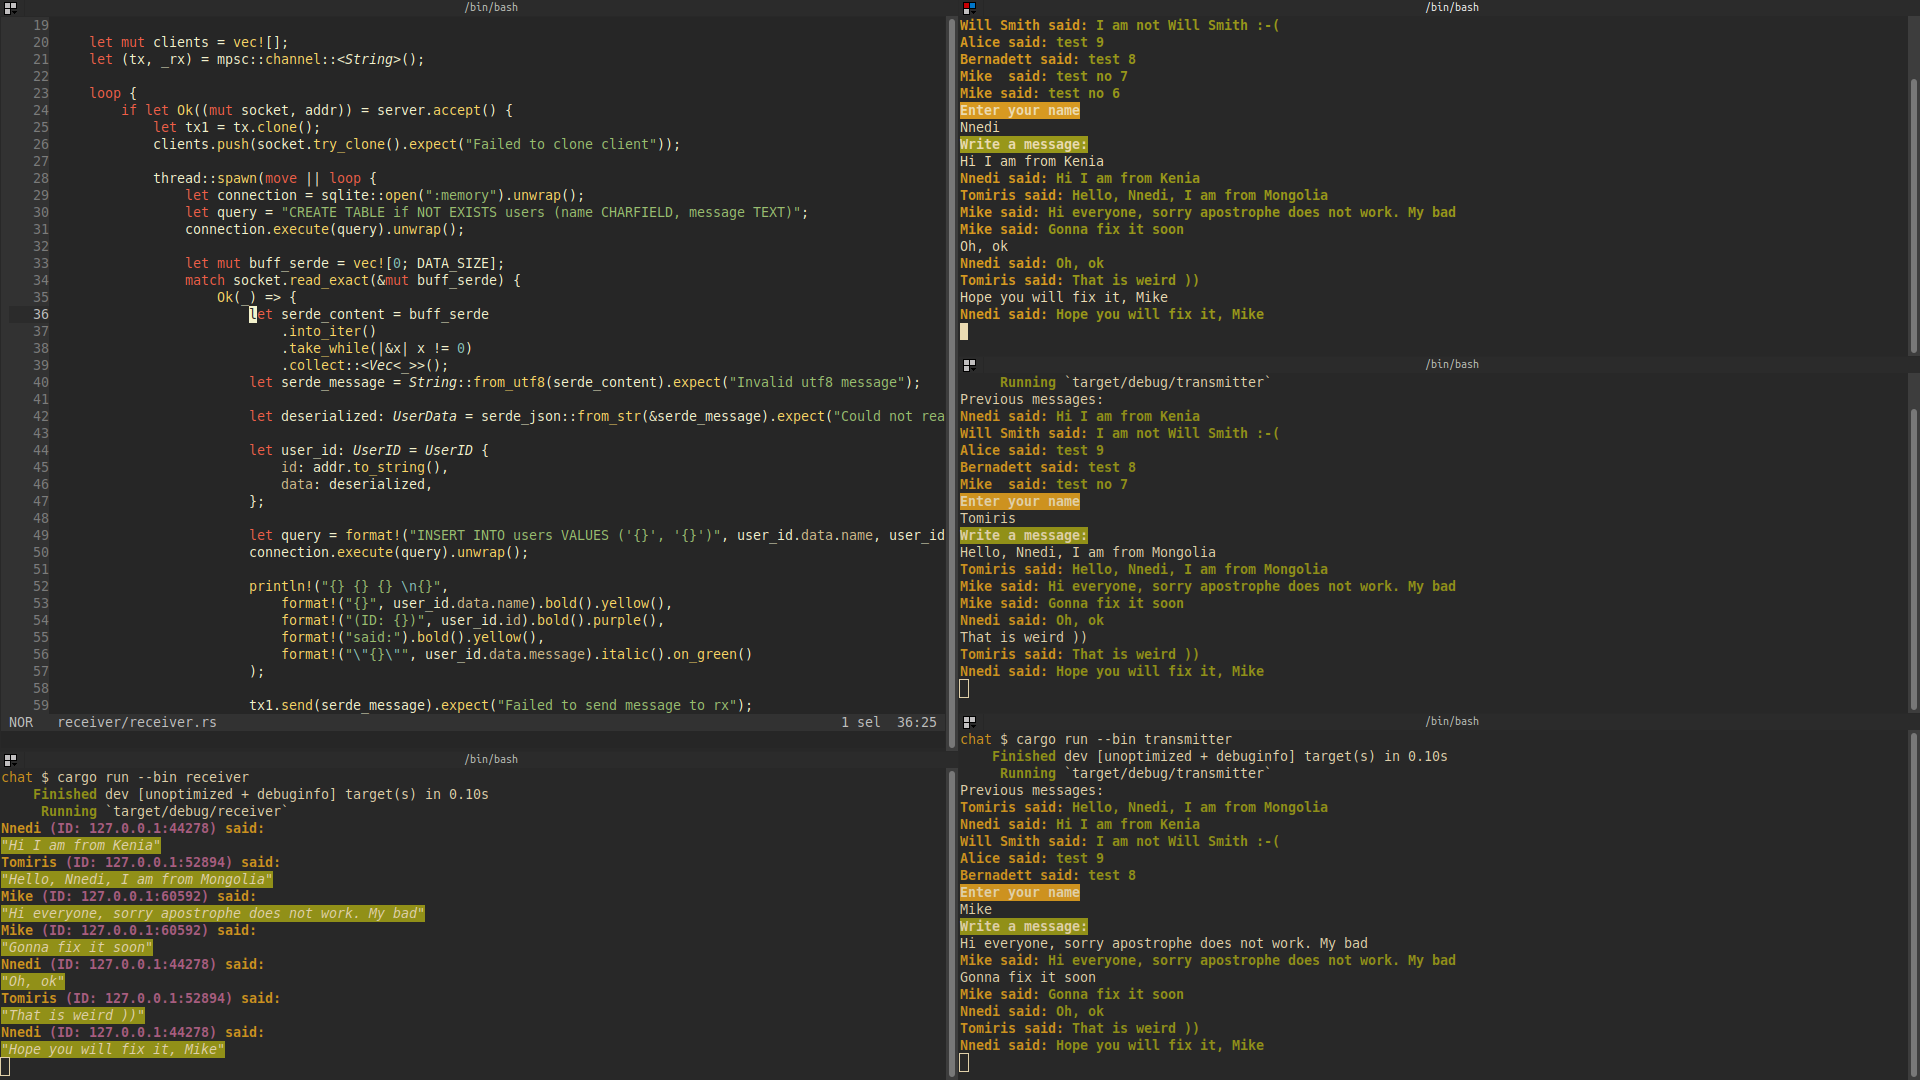 /bin/bash
19
20 let mut clients = vec![];
21 let (tx, _rx) = mpsc::channel::<String>();
22
23 loop {
24 if let Ok((mut socket, addr)) = server.accept() {
25 let tx1 = tx.clone();
26 clients.push(socket.try_clone().expect("Failed to clone client"));
27
28 thread::spawn(move || loop {
29 let connection = sqlite::open(":memory").unwrap();
30 let query = "CREATE TABLE if NOT EXISTS users (name CHARFIELD, message TEXT)";
31 connection.execute(query).unwrap();
32
33 let mut buff_serde = vec![0; DATA_SIZE];
34 match socket.read_exact(&mut buff_serde) {
35 Ok(_) => {
36 let serde_content = buff_serde
37 .into_iter()
38 .take_while(|&x| x != 0)
39 .collect::<Vec<_>>();
40 let serde_message = String::from_utf8(serde_content).expect("Invalid utf8 message");
41
42 let deserialized: UserData = serde_json::from_str(&serde_message).expect("Could not rea
43
44 let user_id: UserID = UserID {
45 id: addr.to_string(),
46 data: deserialized,
47 };
48
49 let query = format!("INSERT INTO users VALUES ('{}', '{}')", user_id.data.name, user_id
50 connection.execute(query).unwrap();
51
52 println!("{} {} {} \n{}",
53 format!("{}", user_id.data.name).bold().yellow(),
54 format!("(ID: {})", user_id.id).bold().purple(),
55 format!("said:").bold().yellow(),
56 format!("\"{}\"", user_id.data.message).italic().on_green()
57 );
58
59 tx1.send(serde_message).expect("Failed to send message to rx");
NOR receiver/receiver.rs 1 sel 36:25
/bin/bash
chat $ cargo run --bin receiver
Finished dev [unoptimized + debuginfo] target(s) in 0.10s
Running `target/debug/receiver`
Nnedi (ID: 127.0.0.1:44278) said:
"Hi I am from Kenia"
Tomiris (ID: 127.0.0.1:52894) said:
"Hello, Nnedi, I am from Mongolia"
Mike (ID: 127.0.0.1:60592) said:
"Hi everyone, sorry apostrophe does not work. My bad"
Mike (ID: 127.0.0.1:60592) said:
"Gonna fix it soon"
Nnedi (ID: 127.0.0.1:44278) said:
"Oh, ok"
Tomiris (ID: 127.0.0.1:52894) said:
"That is weird ))"
Nnedi (ID: 127.0.0.1:44278) said:
"Hope you will fix it, Mike"
/bin/bash
Will Smith said: I am not Will Smith :-(
Alice said: test 9
Bernadett said: test 8
Mike  said: test no 7
Mike said: test no 6
Enter your name
Nnedi
Write a message:
Hi I am from Kenia
Nnedi said: Hi I am from Kenia
Tomiris said: Hello, Nnedi, I am from Mongolia
Mike said: Hi everyone, sorry apostrophe does not work. My bad
Mike said: Gonna fix it soon
Oh, ok
Nnedi said: Oh, ok
Tomiris said: That is weird ))
Hope you will fix it, Mike
Nnedi said: Hope you will fix it, Mike
/bin/bash
Running `target/debug/transmitter`
Previous messages:
Nnedi said: Hi I am from Kenia
Will Smith said: I am not Will Smith :-(
Alice said: test 9
Bernadett said: test 8
Mike  said: test no 7
Enter your name
Tomiris
Write a message:
Hello, Nnedi, I am from Mongolia
Tomiris said: Hello, Nnedi, I am from Mongolia
Mike said: Hi everyone, sorry apostrophe does not work. My bad
Mike said: Gonna fix it soon
Nnedi said: Oh, ok
That is weird ))
Tomiris said: That is weird ))
Nnedi said: Hope you will fix it, Mike
/bin/bash
chat $ cargo run --bin transmitter
Finished dev [unoptimized + debuginfo] target(s) in 0.10s
Running `target/debug/transmitter`
Previous messages:
Tomiris said: Hello, Nnedi, I am from Mongolia
Nnedi said: Hi I am from Kenia
Will Smith said: I am not Will Smith :-(
Alice said: test 9
Bernadett said: test 8
Enter your name
Mike
Write a message:
Hi everyone, sorry apostrophe does not work. My bad
Mike said: Hi everyone, sorry apostrophe does not work. My bad
Gonna fix it soon
Mike said: Gonna fix it soon
Nnedi said: Oh, ok
Tomiris said: That is weird ))
Nnedi said: Hope you will fix it, Mike